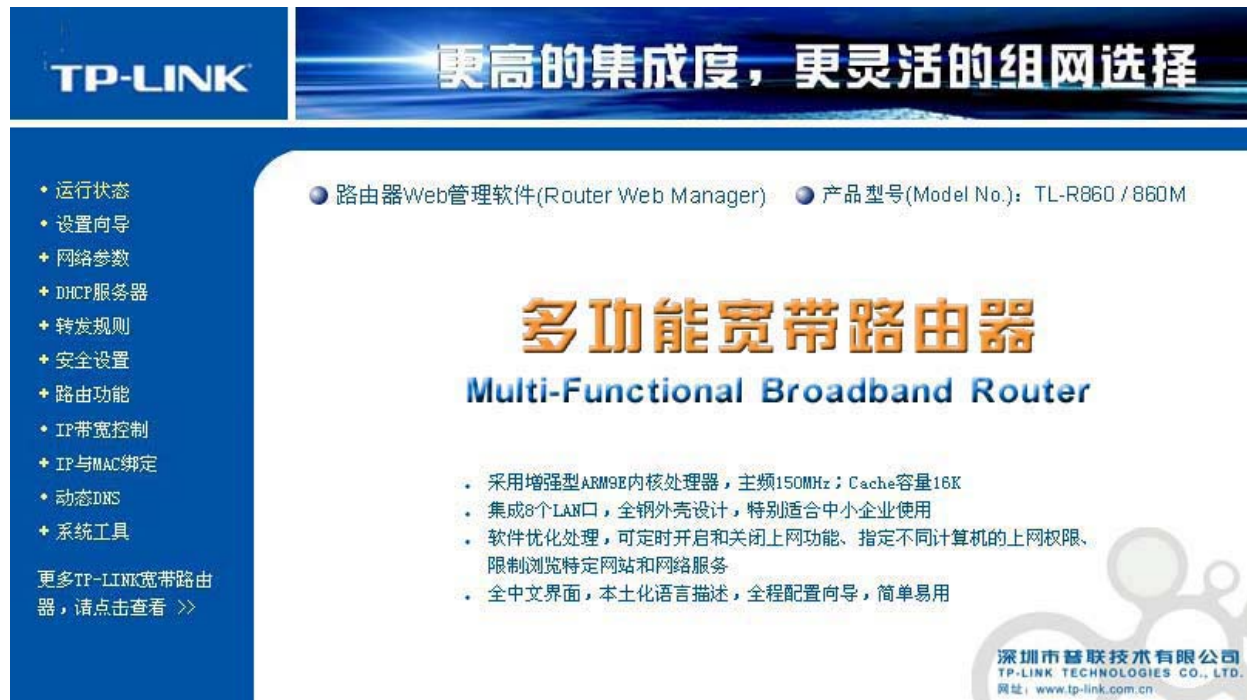 TP-LINK
更高的集成度，更灵活的组网选择
路由器Web管理软件(Router Web Manager)
产品型号(Model No.)：TL-R860 / 860M
运行状态
设置向导
网络参数
DHCP服务器
转发规则
安全设置
路由功能
IP带宽控制
IP与MAC绑定
动态DNS
系统工具
更多TP-LINK宽带路由
器，请点击查看 >>
多功能宽带路由器
Multi-Functional Broadband Router
采用增强型ARM9E内核处理器，主频150MHz；Cache容量16K
集成8个LAN口，全钢外壳设计，特别适合中小企业使用
软件优化处理，可定时开启和关闭上网功能、指定不同计算机的上网权限、
限制浏览特定网站和网络服务
全中文界面，本土化语言描述，全程配置向导，简单易用
深圳市普联技术有限公司
TP-LINK TECHNOLOGIES CO., LTD.
网址：www.tp-link.com.cn